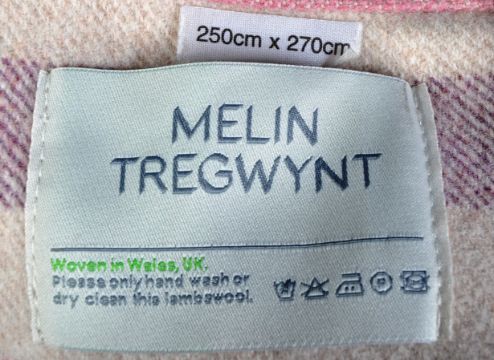 250cm x 270cm
MELIN
TREGWYNT
Woven in Wales, UK.
Please only hand wash or
dry clean this lambswool.